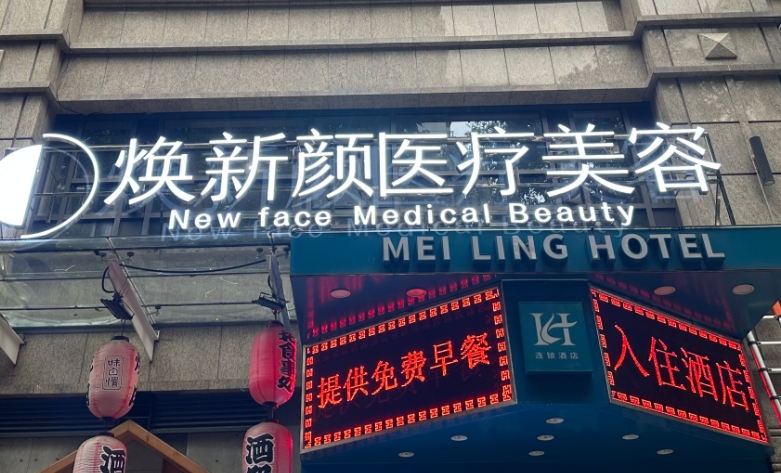 焕新颜医疗美容
New face Medical Beauty
MEI LING HOTEL
提供免费早餐
入住酒店